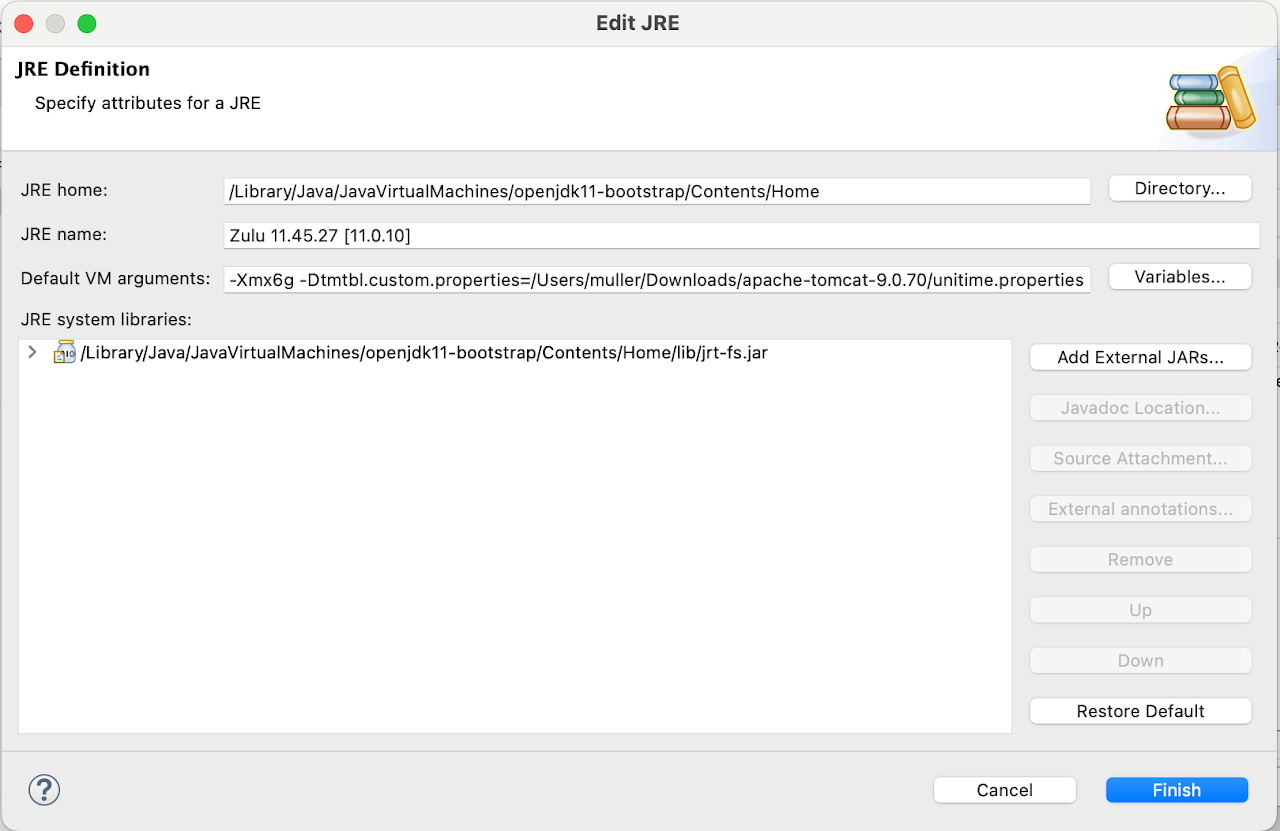 Edit JRE
JRE Definition
Specify attributes for a JRE
JRE home: /Library/Java/JavaVirtualMachines/openjdk11-bootstrap/Contents/Home Directory...
JRE name: Zulu 11.45.27 [11.0.10]
Default VM arguments: -Xmx6g -Dtmtbl.custom.properties=/Users/muller/Downloads/apache-tomcat-9.0.70/unitime.properties Variables...
JRE system libraries:
/Library/Java/JavaVirtualMachines/openjdk11-bootstrap/Contents/Home/lib/jrt-fs.jar
Add External JARs...
Javadoc Location...
Source Attachment...
External annotations...
Remove
Up
Down
Restore Default
? Cancel Finish